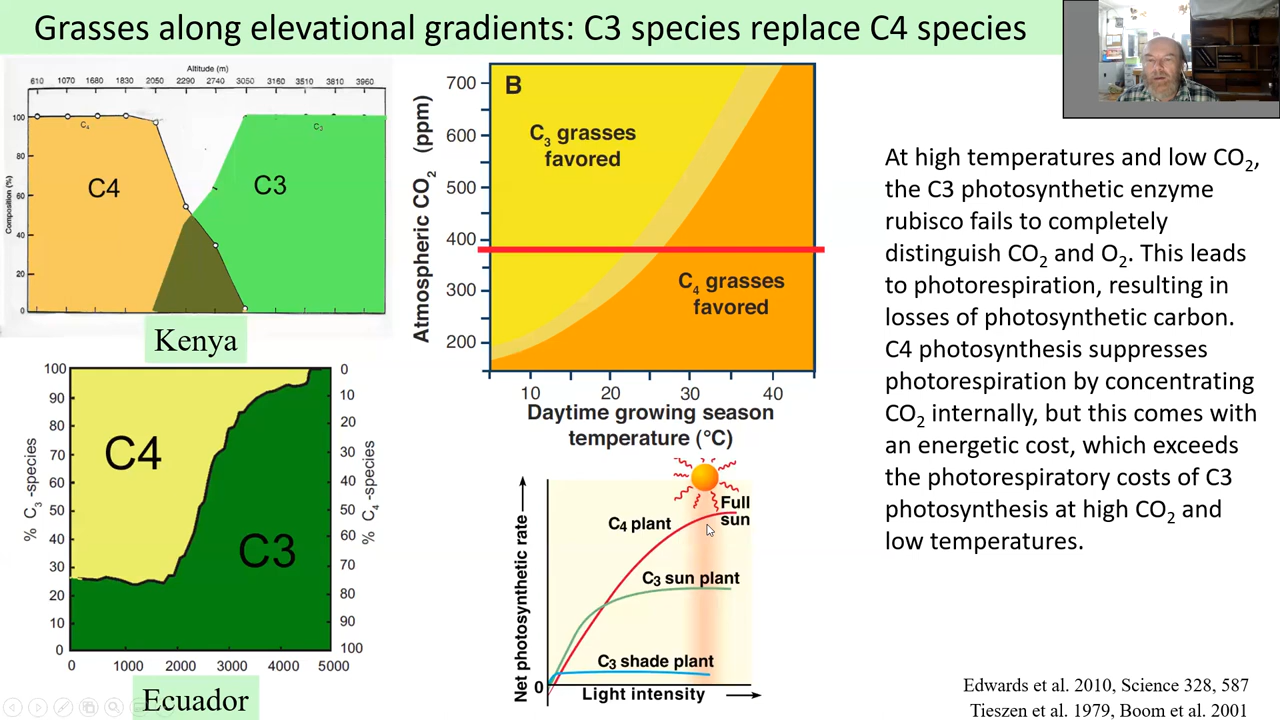 Grasses along elevational gradients: C3 species replace C4 species
Altitude (m)
610 1070 1680 1830 2050 2290 2740 3050 3160 3510 3810 3960
Composition (%)
100
80
60
40
20
0
C₄
C₃
C4
C3
Kenya
% C₃ -species
100
90
80
70
60
50
40
30
20
10
0
% C₄ -species
0
10
20
30
40
50
60
70
80
90
100
C4
C3
0 1000 2000 3000 4000 5000
Ecuador
B
Atmospheric CO₂ (ppm)
700
600
500
400
300
200
C₃ grasses
favored
C₄ grasses
favored
10 20 30 40
Daytime growing season
temperature (°C)
Net photosynthetic rate
Full
sun
C₄ plant
C₃ sun plant
C₃ shade plant
0
Light intensity
At high temperatures and low CO₂,
the C3 photosynthetic enzyme
rubisco fails to completely
distinguish CO₂ and O₂. This leads
to photorespiration, resulting in
losses of photosynthetic carbon.
C4 photosynthesis suppresses
photorespiration by concentrating
CO₂ internally, but this comes with
an energetic cost, which exceeds
the photorespiratory costs of C3
photosynthesis at high CO₂ and
low temperatures.
Edwards et al. 2010, Science 328, 587
Tieszen et al. 1979, Boom et al. 2001